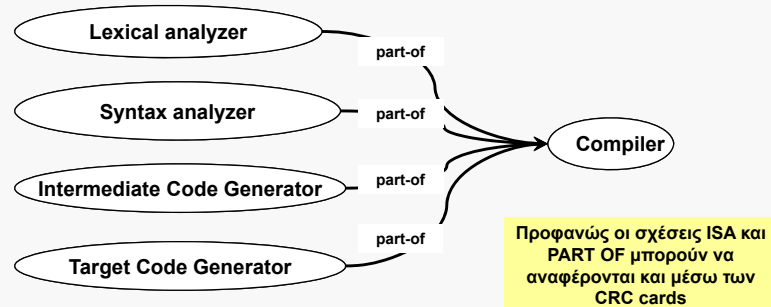 Lexical analyzer
part-of
Syntax analyzer
part-of
Compiler
Intermediate Code Generator
part-of
Target Code Generator
part-of
Προφανώς οι σχέσεις ISA και
PART OF μπορούν να
αναφέρονται και μέσω των
CRC cards